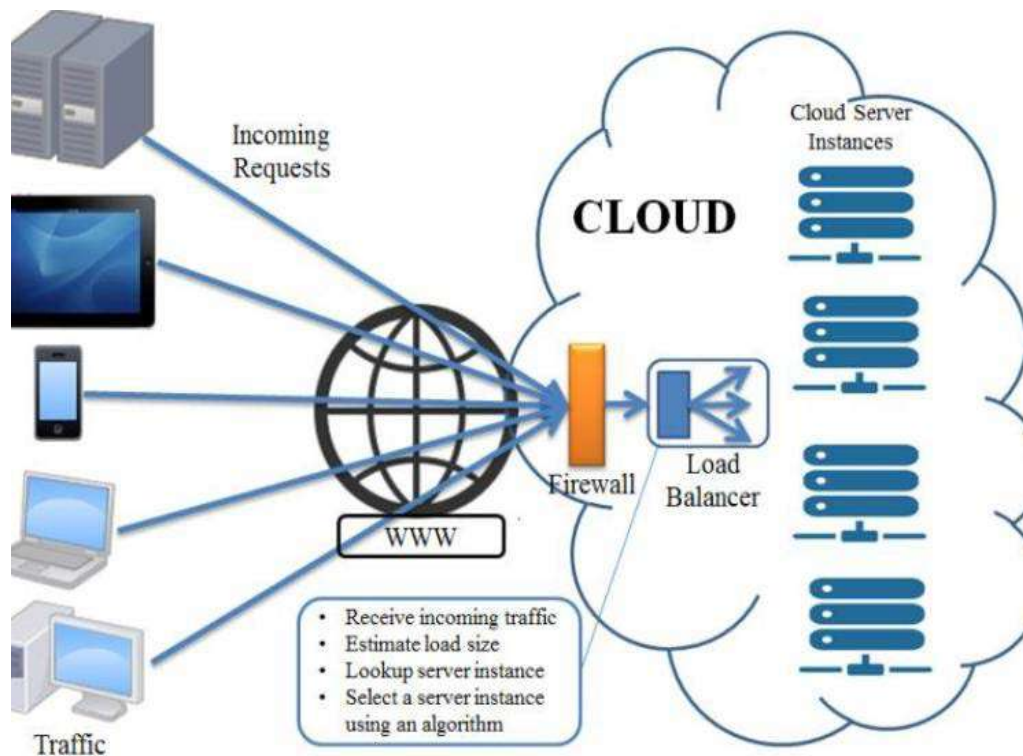 Incoming
Requests
Cloud Server
Instances
CLOUD
Firewall
Load
Balancer
WWW
• Receive incoming traffic
• Estimate load size
• Lookup server instance
• Select a server instance
using an algorithm
Traffic